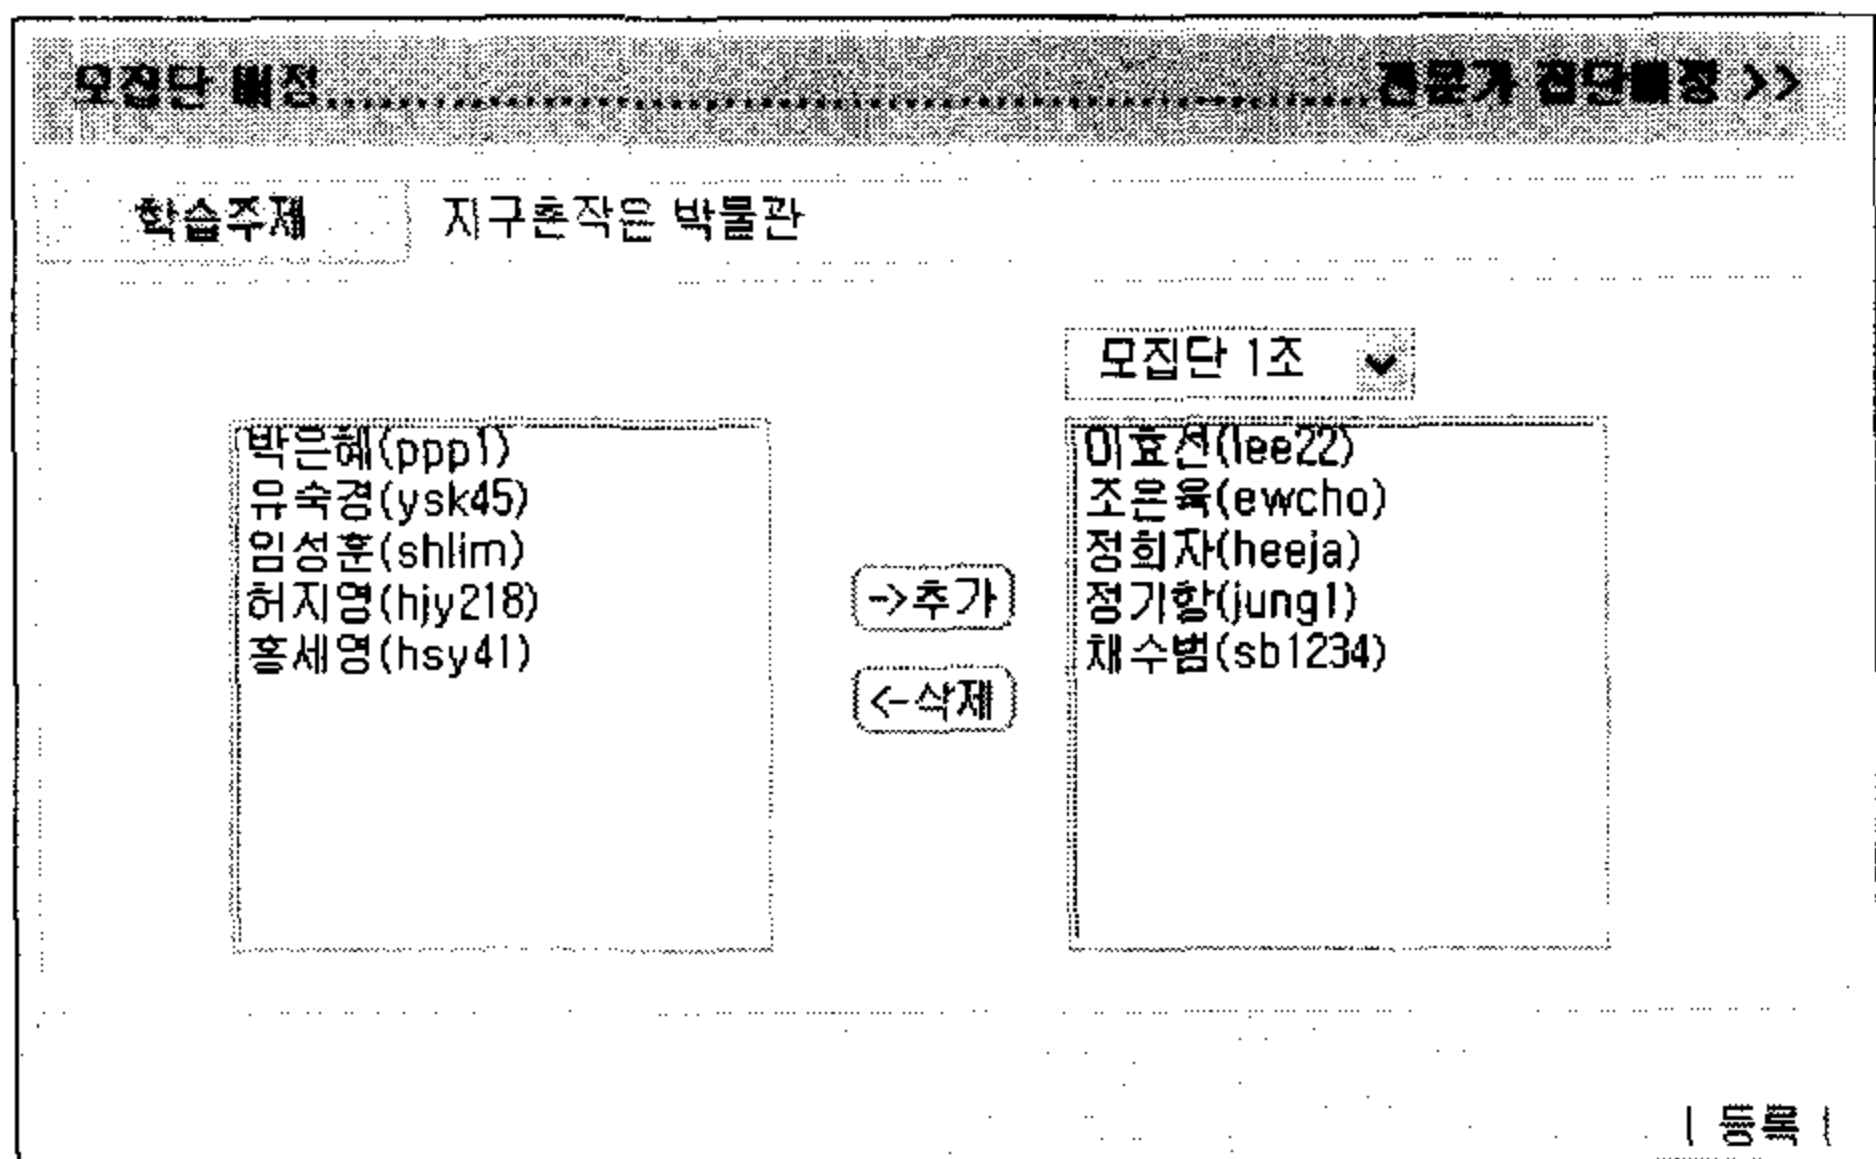 모집단 배정 전문가 집단배정 >>
학습주제 지구촌작은 박물관
모집단 1조
박은혜(ppp1)
유숙경(ysk45)
임성훈(shlim)
허지영(hjy218)
홍세영(hsy41)
->추가
<-삭제
이효선(lee22)
조은육(ewcho)
정희자(heeja)
정기항(jung1)
채수범(sb1234)
등록